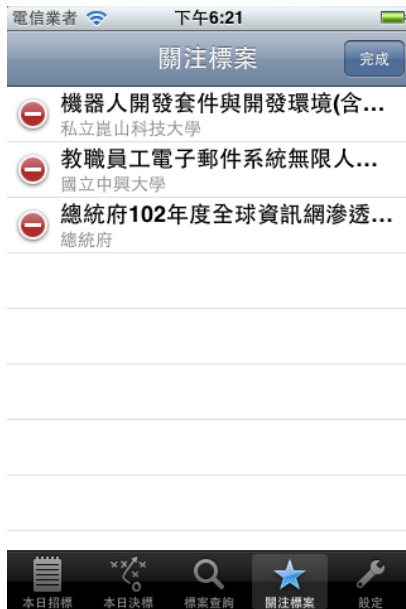 電信業者 下午6:21
關注標案 完成
機器人開發套件與開發環境(含...
私立崑山科技大學
教職員工電子郵件系統無限人...
國立中興大學
總統府102年度全球資訊網滲透...
總統府
本日招標 本日決標 標案查詢 關注標案 設定